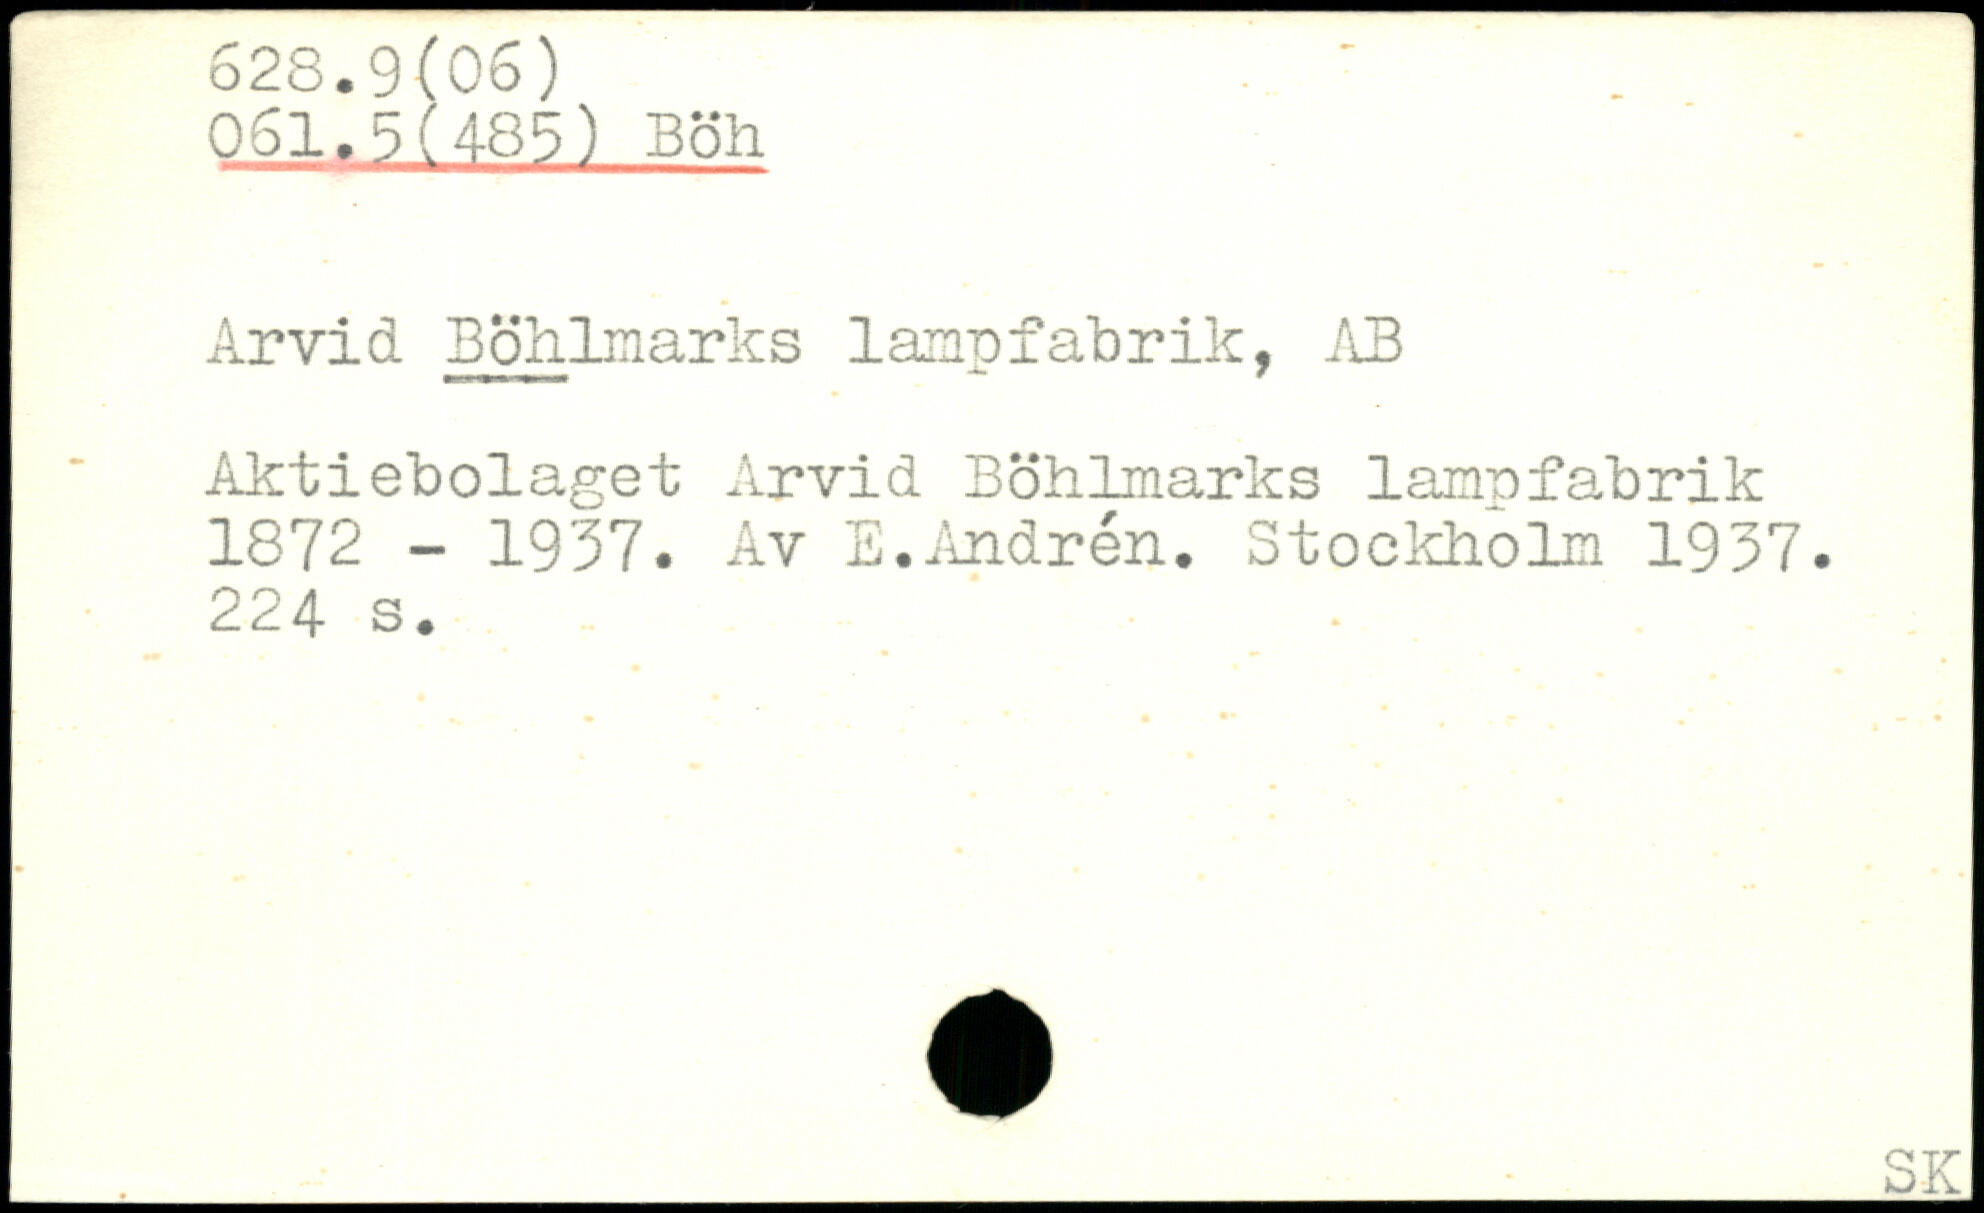 628.9(06)
061.5(485) Böh
Arvid Böhlmarks lampfabrik, AB
Aktiebolaget Arvid Böhlmarks lampfabrik
1872 - 1937. Av E.Andrén. Stockholm 1937.
224 s.
SK